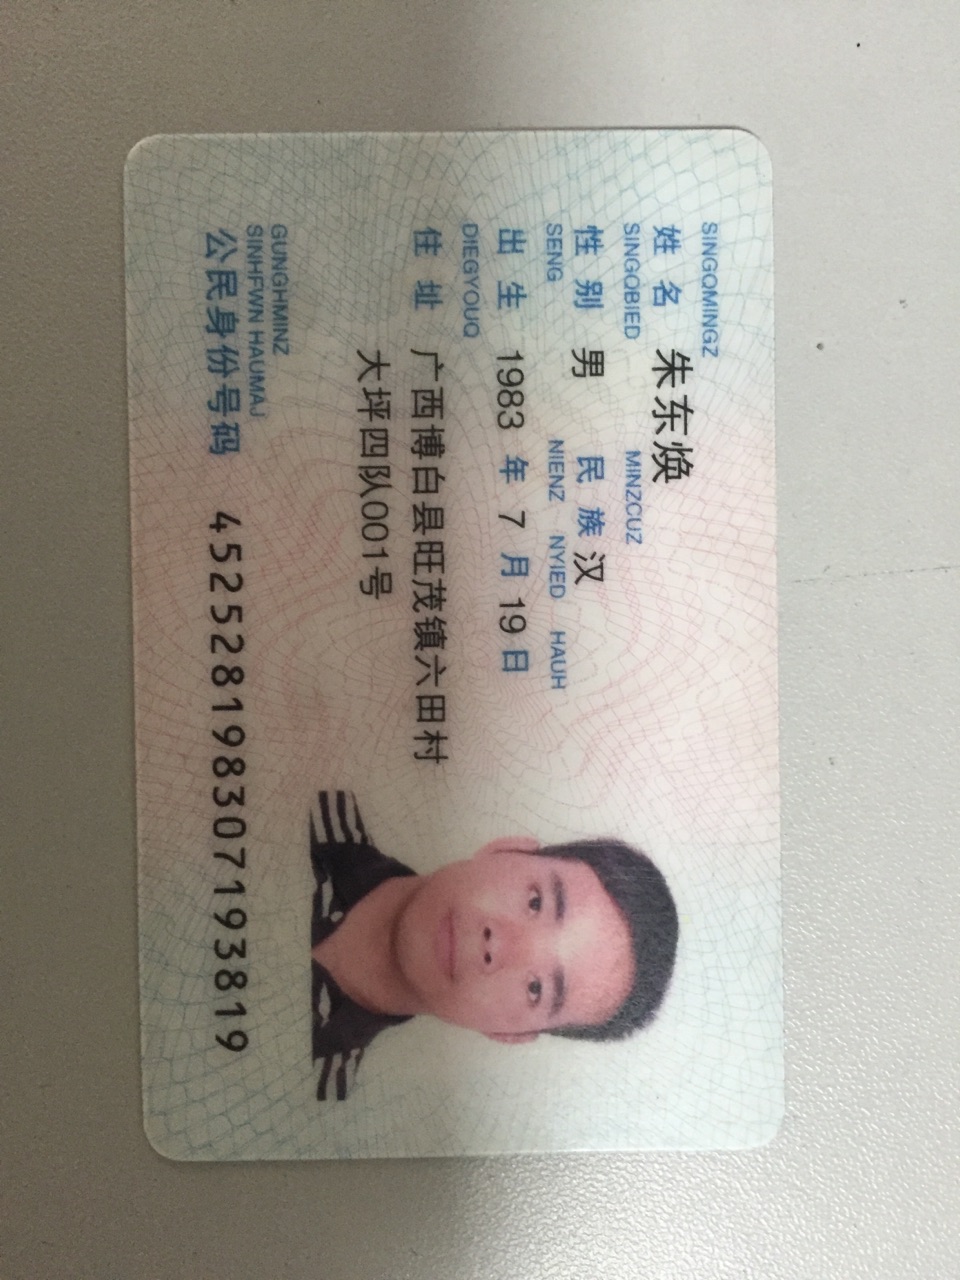 SINGQMINGZ
姓名 朱东焕
SINGQBIED MINZCUZ
性别 男 民族 汉
SENG NIENZ NYIED HAUH
出生 1983 年 7 月 19 日
DIEGYOUQ
住址 广西博白县旺茂镇六田村
大坪四队001号
GUNGHMINZ
SINHFWN HAUMAJ
公民身份号码 452528198307193819